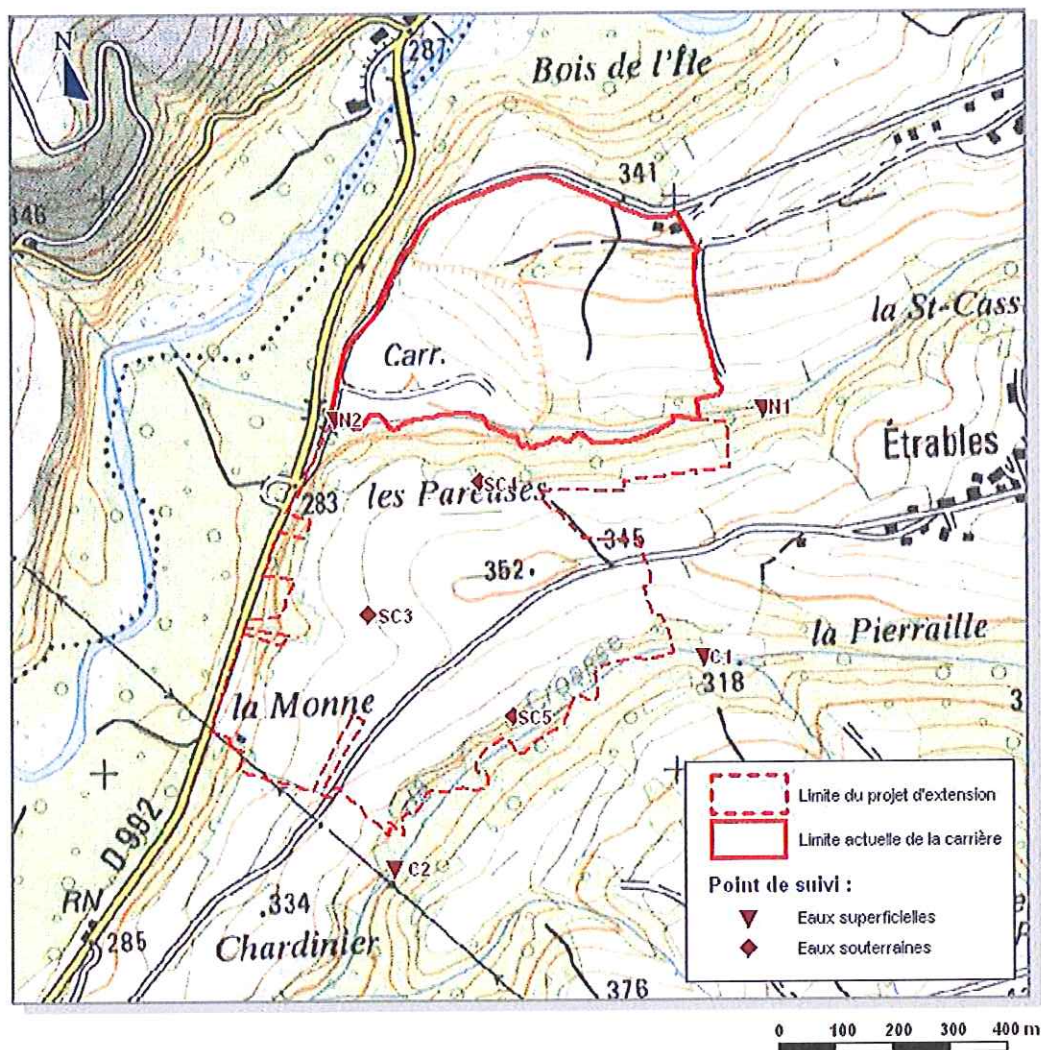 N
287
Bois de l'Île
341
346
la St-Cass
Carr.
N2
N1
Étrables
SC4
les Pareuses
283
345
352
SC3
la Pierraille
C1
318
la Monne
SC5
Limite du projet d'extension
Limite actuelle de la carrière
D 992
Point de suivi :
C2
RN
334
Eaux superficielles
285
Chardinier
Eaux souterraines
376
0 100 200 300 400 m